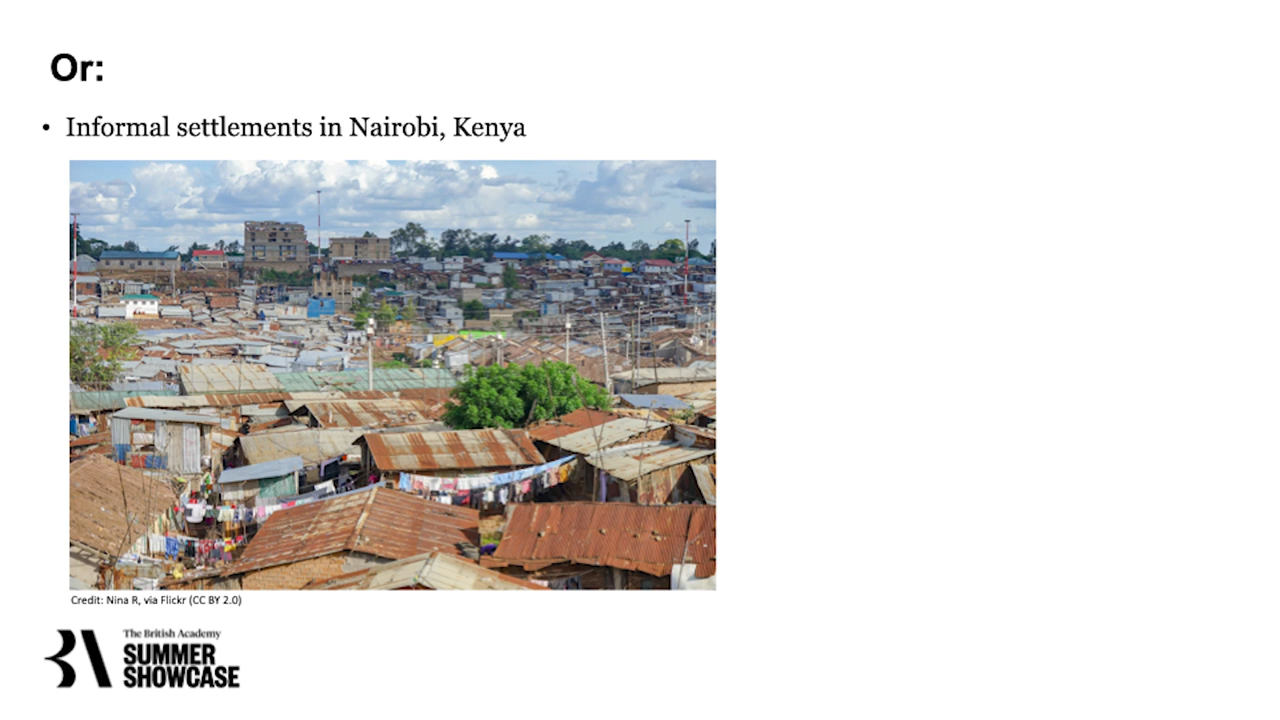 Or:
• Informal settlements in Nairobi, Kenya
Credit: Nina R, via Flickr (CC BY 2.0)
The British Academy
SUMMER
SHOWCASE